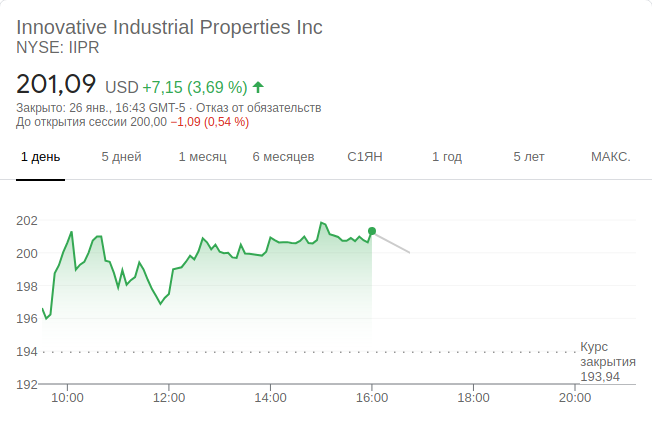 Innovative Industrial Properties Inc
NYSE: IIPR
201,09 USD +7,15 (3,69 %)
Закрыто: 26 янв., 16:43 GMT-5 · Отказ от обязательств
До открытия сессии 200,00 −1,09 (0,54 %)
1 день 5 дней 1 месяц 6 месяцев С1ЯН 1 год 5 лет МАКС.
202
200
198
196
194
192
Курс
закрытия
193,94
10:00 12:00 14:00 16:00 18:00 20:00